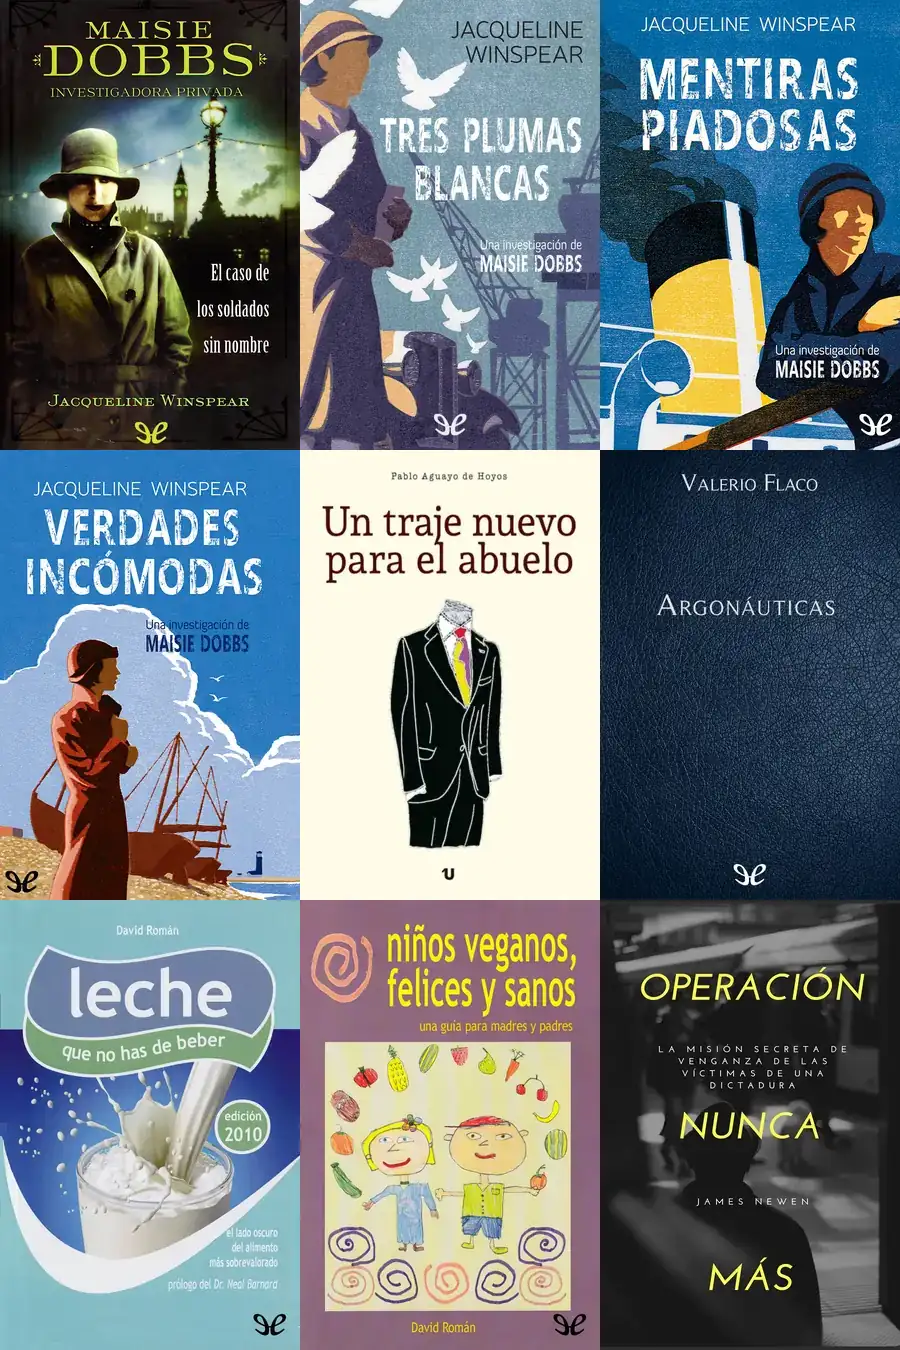 MAISIE
DOBBS
INVESTIGADORA PRIVADA
El caso de
los soldados
sin nombre
JACQUELINE WINSPEAR
JACQUELINE
WINSPEAR
TRES PLUMAS
BLANCAS
Una investigación de
MAISIE DOBBS
JACQUELINE WINSPEAR
MENTIRAS
PIADOSAS
Una investigación de
MAISIE DOBBS
JACQUELINE WINSPEAR
VERDADES
INCÓMODAS
Una investigación de
MAISIE DOBBS
Pablo Aguayo de Hoyos
Un traje nuevo
para el abuelo
VALERIO FLACO
ARGONÁUTICAS
David Román
leche
que no has de beber
edición
2010
el lado oscuro
del alimento
más sobrevalorado
prólogo del Dr. Neal Barnard
niños veganos,
felices y sanos
una guía para madres y padres
David Román
OPERACIÓN
LA MISIÓN SECRETA DE
VENGANZA DE LAS
VÍCTIMAS DE UNA
DICTADURA
NUNCA
JAMES NEWEN
MÁS